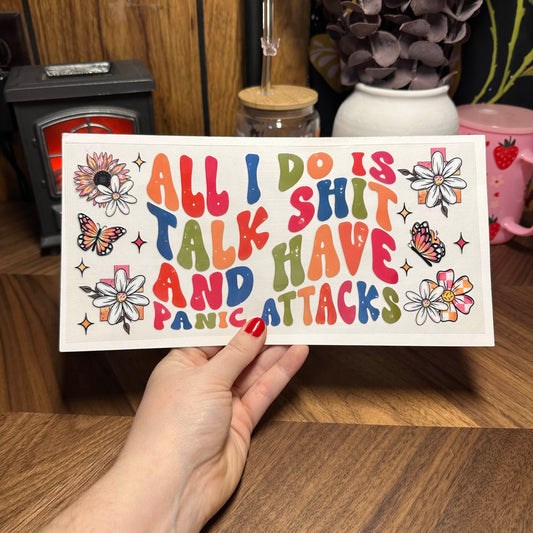 ALL I DO IS
TALK SHIT
AND HAVE
PANIC ATTACKS